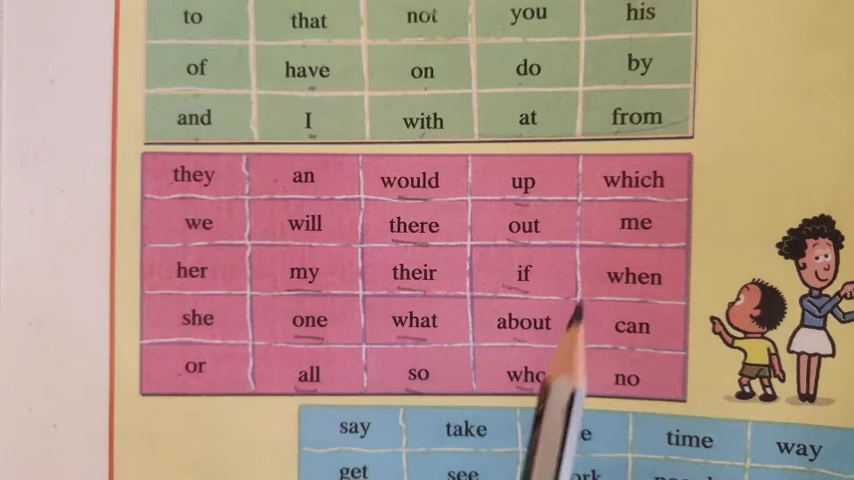 to that not you his
of have on do by
and I with at from
they an would up which
we will there out me
her my their if when
she one what about can
or all so no
say take time way
get see